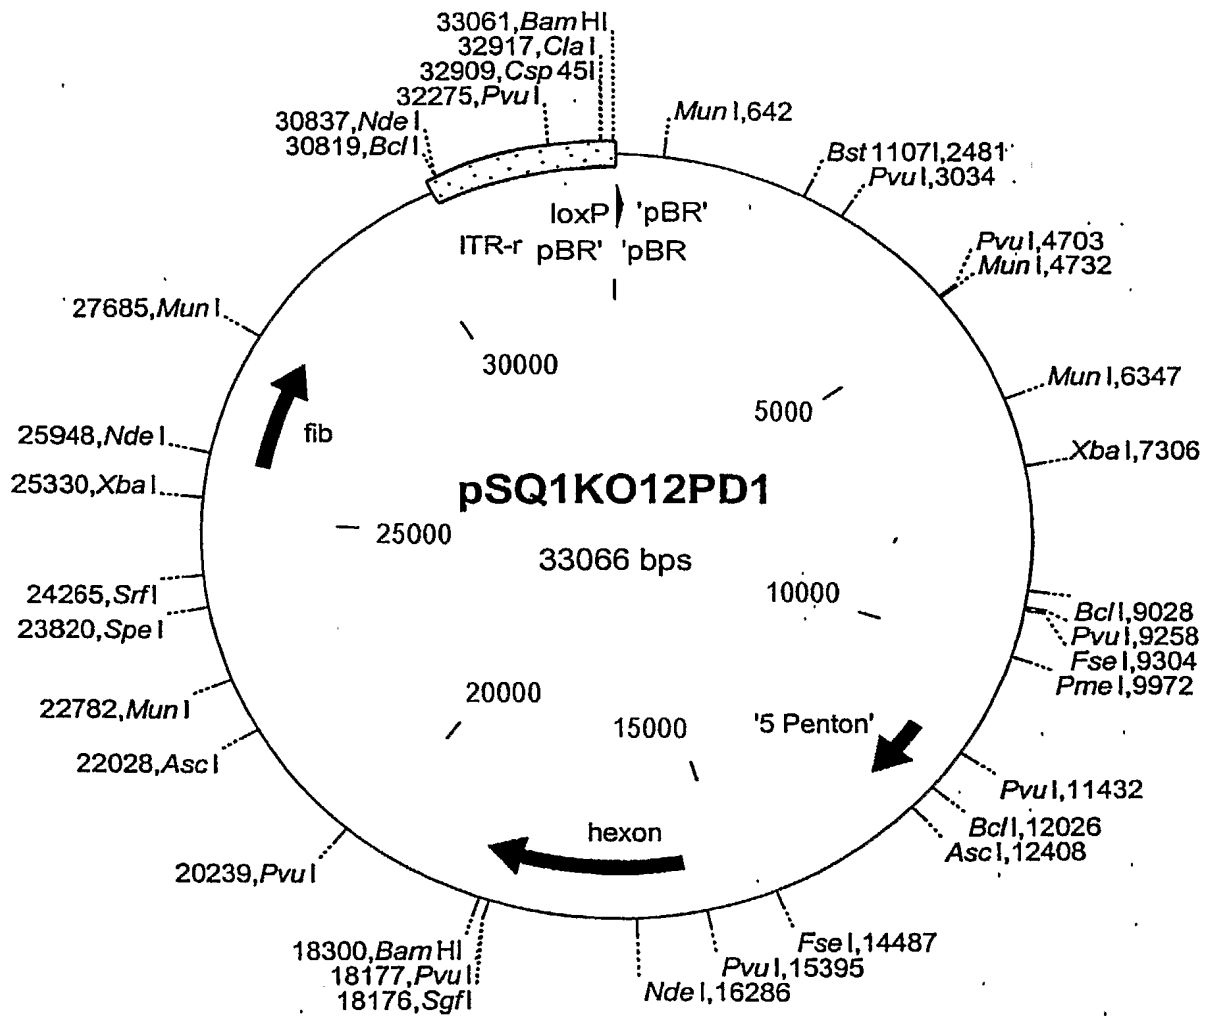 33061,BamHI
32917,ClaI
32909,Csp45I
32275,PvuI
30837,NdeI
30819,BclI
MunI,642
Bst1107I,2481
PvuI,3034
PvuI,4703
MunI,4732
MunI,6347
XbaI,7306
BclI,9028
PvuI,9258
FseI,9304
PmeI,9972
PvuI,11432
BclI,12026
AscI,12408
FseI,14487
PvuI,15395
NdeI,16286
18300,BamHI
18177,PvuI
18176,SgfI
20239,PvuI
22028,AscI
22782,MunI
23820,SpeI
24265,SrfI
25330,XbaI
25948,NdeI
27685,MunI
loxP 'pBR'
ITR-r pBR' 'pBR
30000
5000
fib
pSQ1KO12PD1
25000
33066 bps
10000
20000
15000
'5 Penton'
hexon